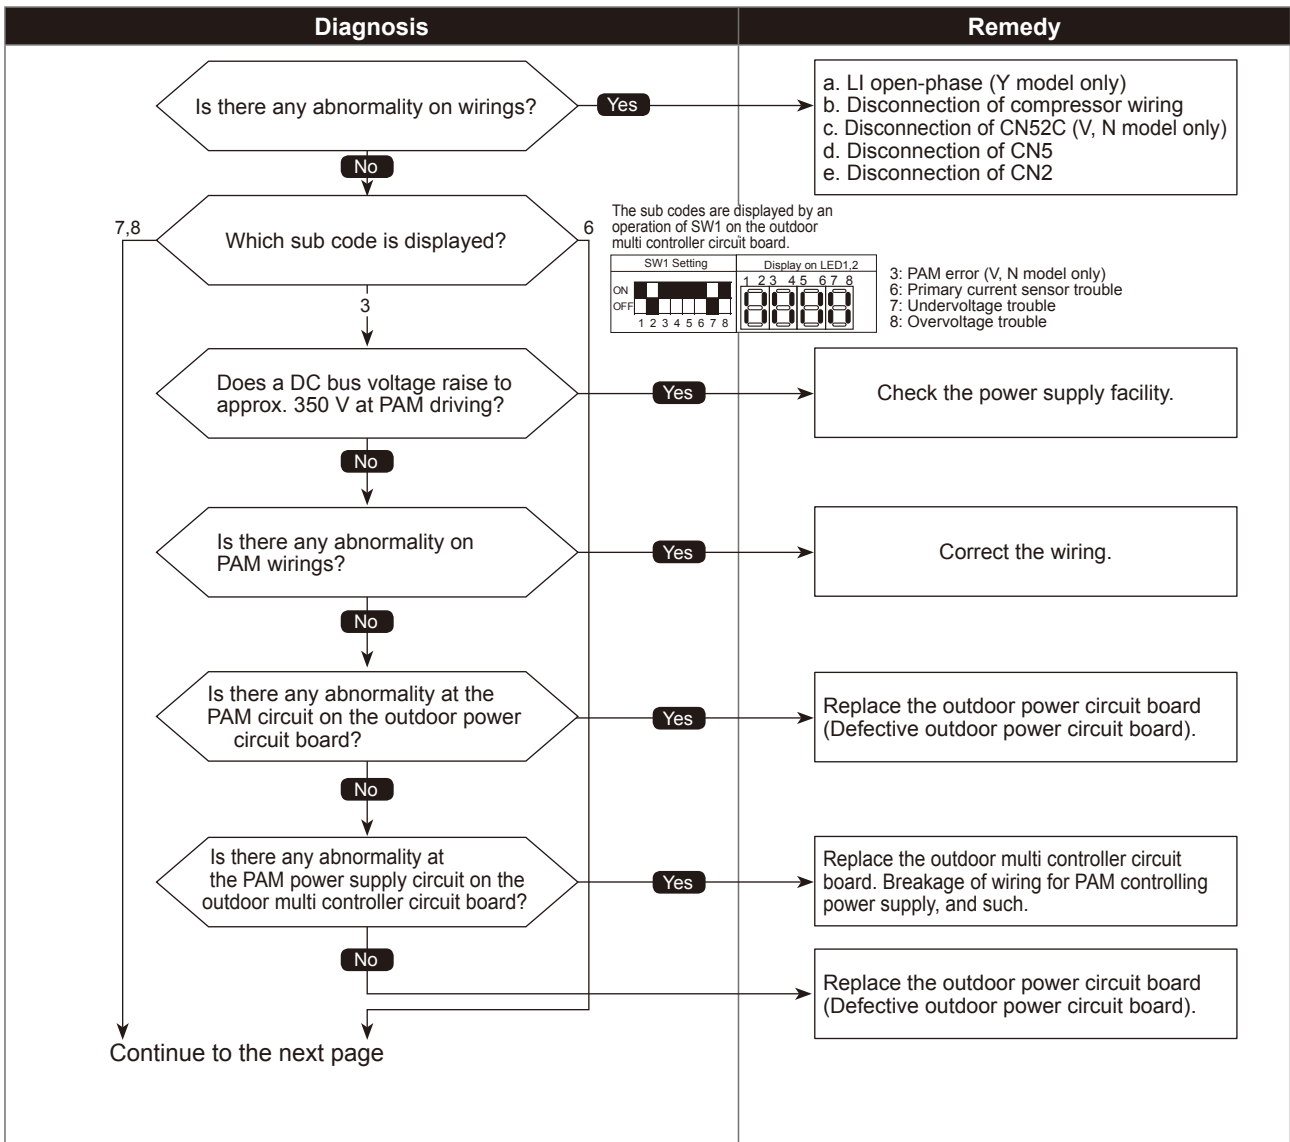 Diagnosis
Remedy
Is there any abnormality on wirings?
Yes
a. LI open-phase (Y model only)
b. Disconnection of compressor wiring
c. Disconnection of CN52C (V, N model only)
d. Disconnection of CN5
e. Disconnection of CN2
No
7,8
Which sub code is displayed?
6
The sub codes are displayed by an
operation of SW1 on the outdoor
multi controller circuit board.
SW1 Setting
Display on LED1,2
ON
OFF
1 2 3 4 5 6 7 8
1 2 3 4 5 6 7 8
3: PAM error (V, N model only)
6: Primary current sensor trouble
7: Undervoltage trouble
8: Overvoltage trouble
3
Does a DC bus voltage raise to
approx. 350 V at PAM driving?
Yes
Check the power supply facility.
No
Is there any abnormality on
PAM wirings?
Yes
Correct the wiring.
No
Is there any abnormality at the
PAM circuit on the outdoor power
circuit board?
Yes
Replace the outdoor power circuit board
(Defective outdoor power circuit board).
No
Is there any abnormality at
the PAM power supply circuit on the
outdoor multi controller circuit board?
Yes
Replace the outdoor multi controller circuit
board. Breakage of wiring for PAM controlling
power supply, and such.
No
Replace the outdoor power circuit board
(Defective outdoor power circuit board).
Continue to the next page